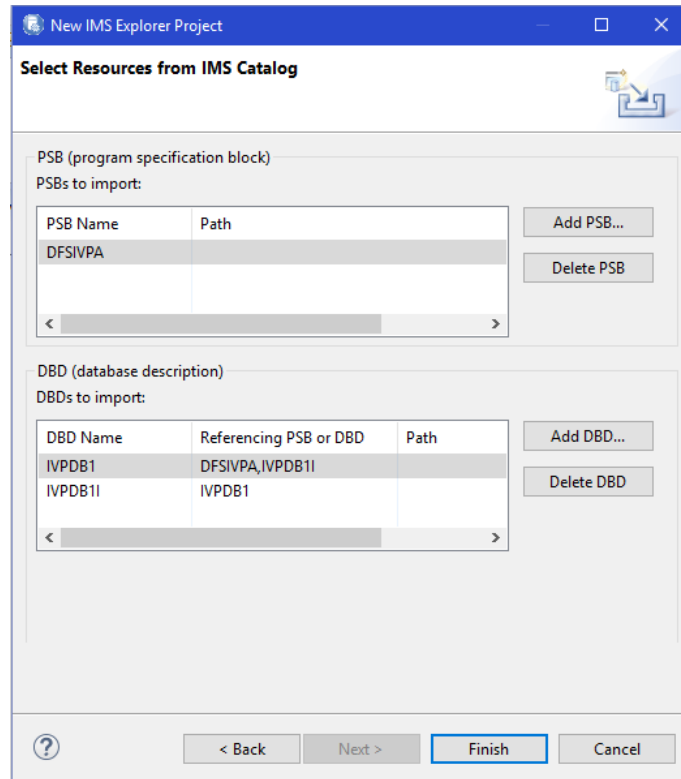 New IMS Explorer Project
Select Resources from IMS Catalog
PSB (program specification block)
PSBs to import:
PSB Name Path Add PSB...
DFSIVPA
Delete PSB
DBD (database description)
DBDs to import:
DBD Name Referencing PSB or DBD Path Add DBD...
IVPDB1 DFSIVPA,IVPDB1I
IVPDB1I IVPDB1 Delete DBD
? < Back Next > Finish Cancel